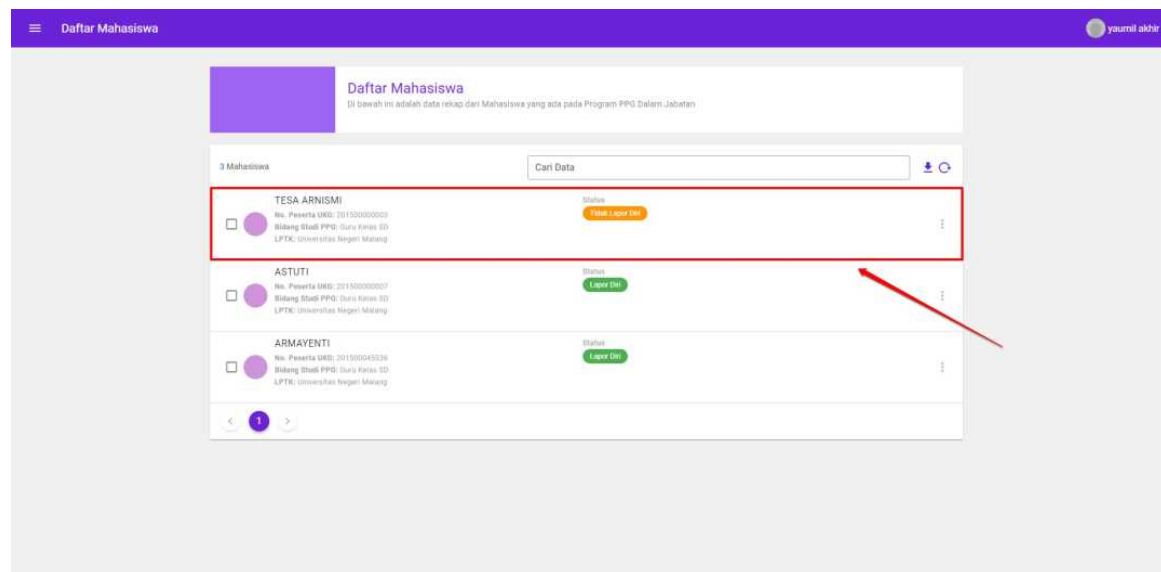 Daftar Mahasiswa
yaumil akhir
Daftar Mahasiswa
Di bawah ini adalah data rekap dari Mahasiswa yang ada pada Program PPG Dalam Jabatan
3 Mahasiswa
Cari Data
TESA ARNISMI
Status
No. Peserta UKG: 201500000003
Tidak Lapor Diri
Bidang Studi PPG: Guru Kelas SD
LPTK: Universitas Negeri Malang
ASTUTI
Status
No. Peserta UKG: 201500000007
Lapor Diri
Bidang Studi PPG: Guru Kelas SD
LPTK: Universitas Negeri Malang
ARMAYENTI
Status
No. Peserta UKG:
Lapor Diri
Bidang Studi PPG: Guru Kelas SD
LPTK: Universitas Negeri Malang
1